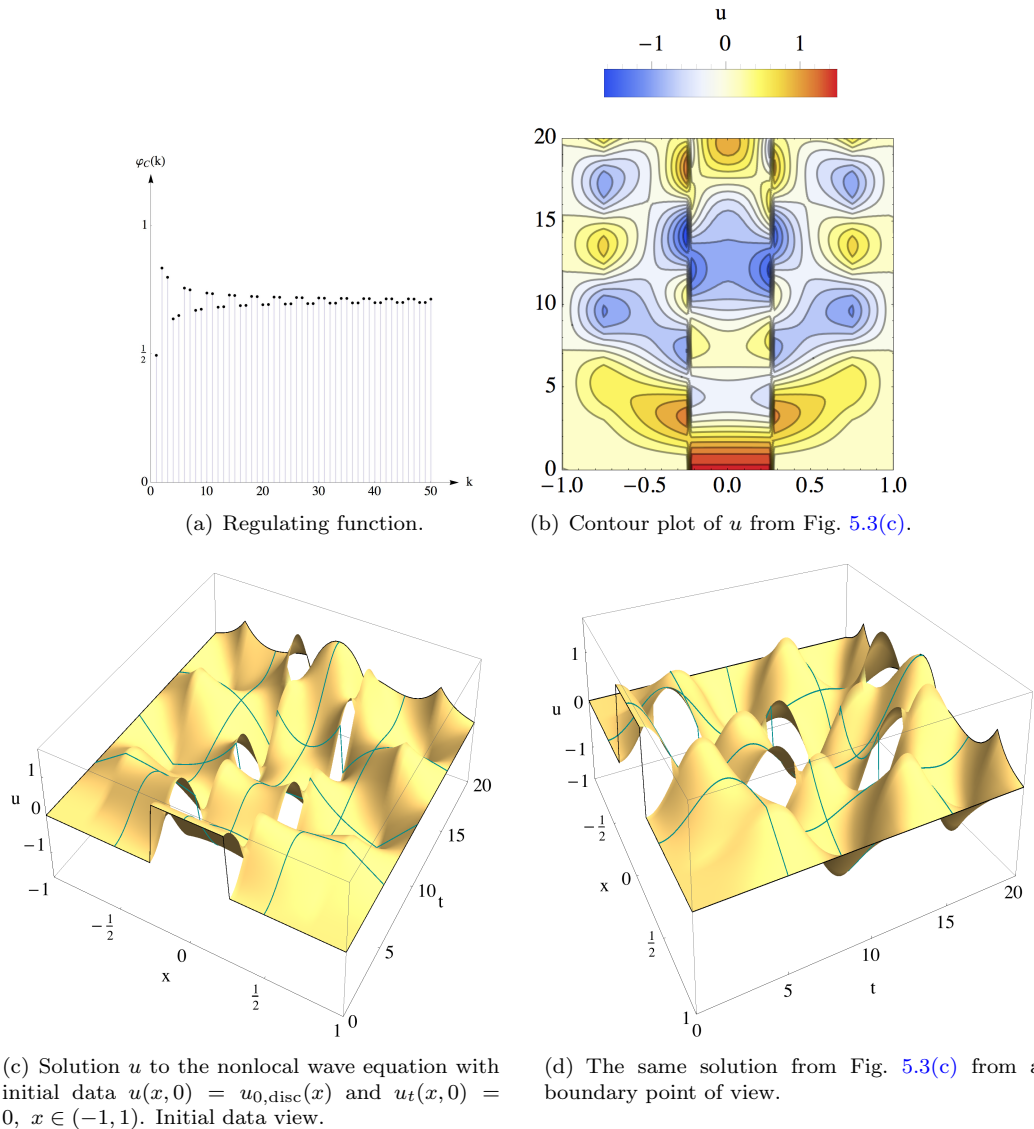 u
−1 0 1
φC(k)
1
1/2
0
0 10 20 30 40 50 k
20
15
10
5
0
−1.0 −0.5 0.0 0.5 1.0
(a) Regulating function.
(b) Contour plot of u from Fig. 5.3(c).
1
u 0
−1
−1
−1/2
0
x
1/2
1
0
5
10
t
15
20
1
u 0
−1
−1
−1/2
x 0
1/2
1
0
5
10
t
15
20
(c) Solution u to the nonlocal wave equation with
initial data u(x, 0) = u0,disc(x) and ut(x, 0) =
0, x ∈ (−1, 1). Initial data view.
(d) The same solution from Fig. 5.3(c) from
boundary point of view.